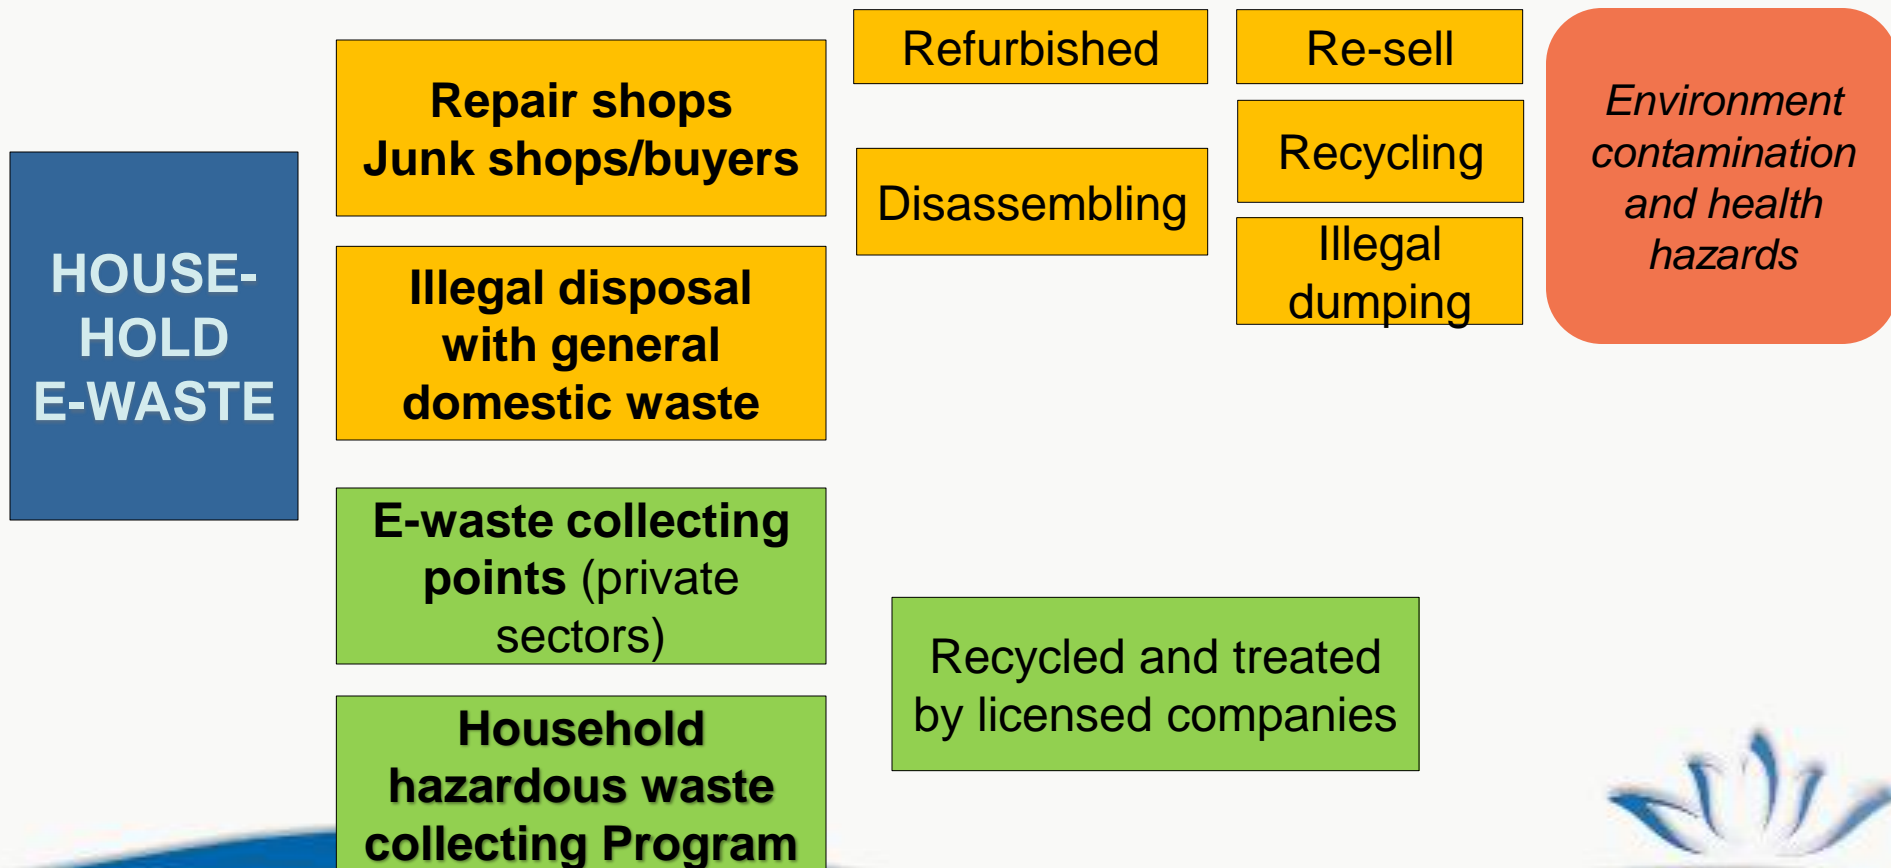 HOUSE-
HOLD
E-WASTE
Repair shops
Junk shops/buyers
Illegal disposal
with general
domestic waste
E-waste collecting
points (private
sectors)
Household
hazardous waste
collecting Program
Refurbished
Disassembling
Re-sell
Recycling
Illegal
dumping
Environment
contamination
and health
hazards
Recycled and treated
by licensed companies